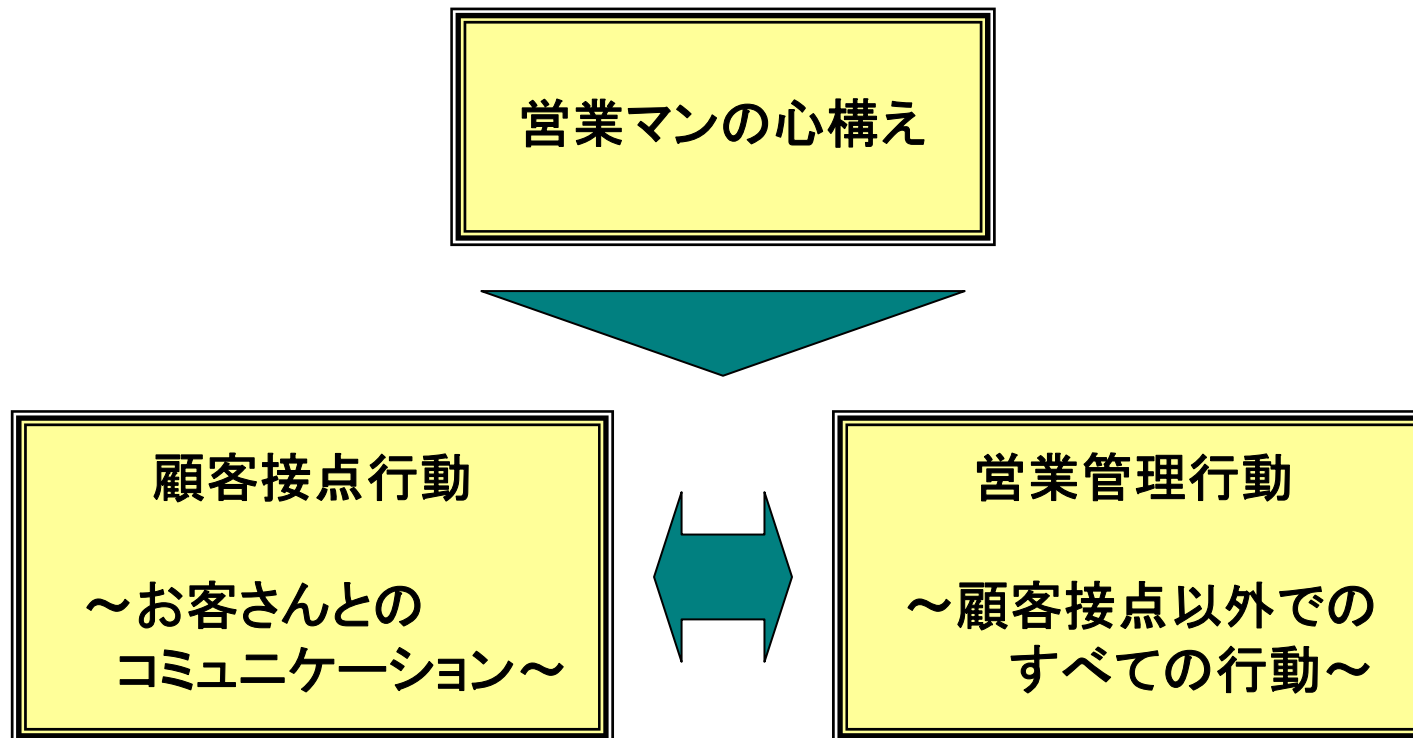 営業マンの心構え
顧客接点行動
～お客さんとの
コミュニケーション～
営業管理行動
～顧客接点以外での
すべての行動～